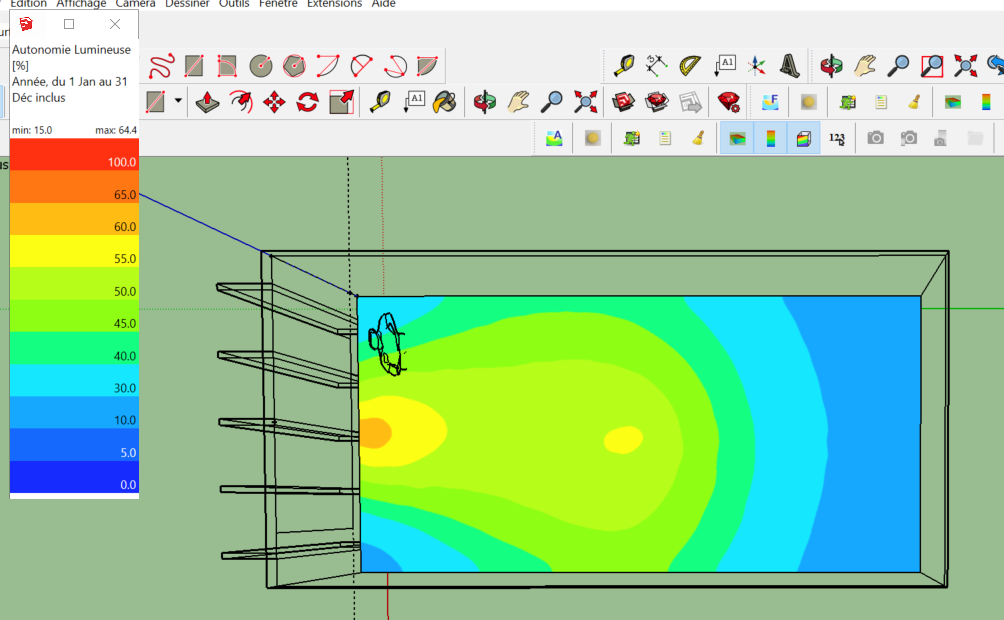 Edition Affichage Caméra Dessiner Outils Fenêtre Extensions Aide
Autonomie Lumineuse
[%]
Année, du 1 Jan au 31
Déc inclus
min: 15.0 max: 64.4
100.0
65.0
60.0
55.0
50.0
45.0
40.0
30.0
10.0
5.0
0.0
A1
A1
F
A
123